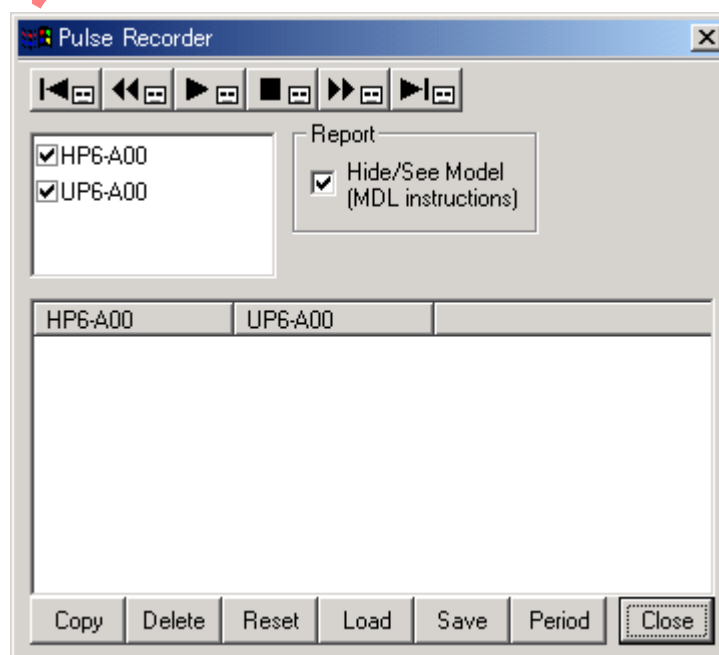 Pulse Recorder
HP6-A00
UP6-A00
Report
Hide/See Model
(MDL instructions)
HP6-A00 UP6-A00
Copy Delete Reset Load Save Period Close